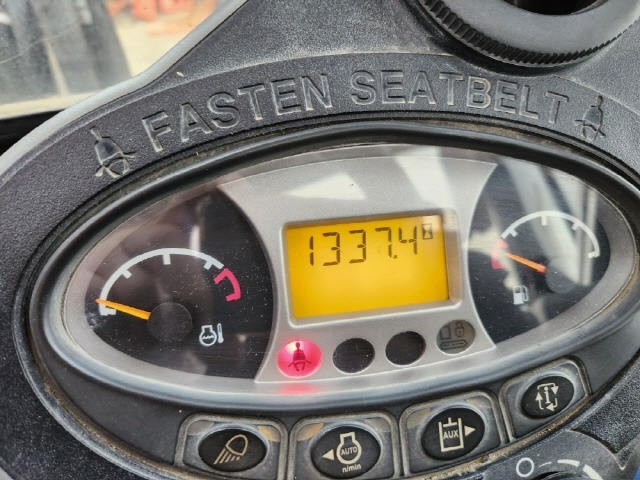 FASTEN SEATBELT
1337.4
AUTO
n/min
AUX
i